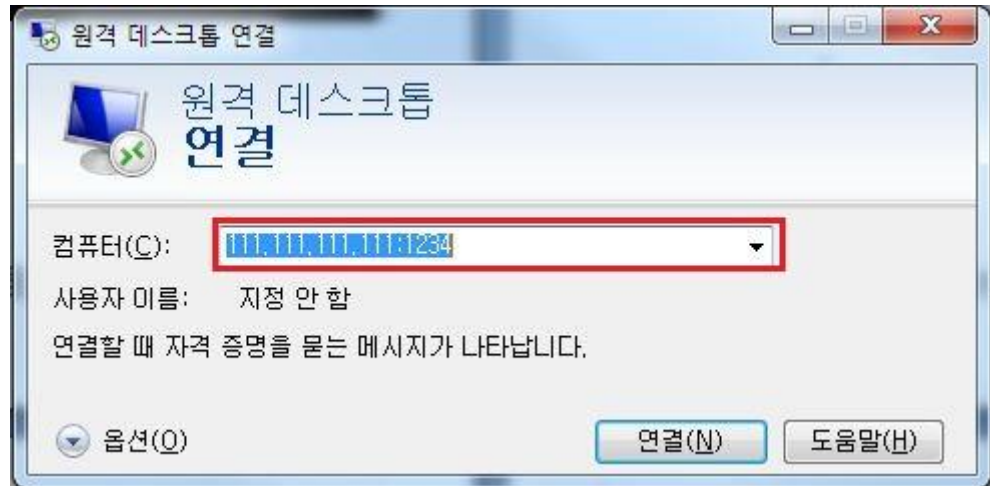 원격 데스크톱 연결
원격 데스크톱
연결
컴퓨터(C): 111.111.111.111:1234
사용자 이름: 지정 안 함
연결할 때 자격 증명을 묻는 메시지가 나타납니다.
옵션(O) 연결(N) 도움말(H)